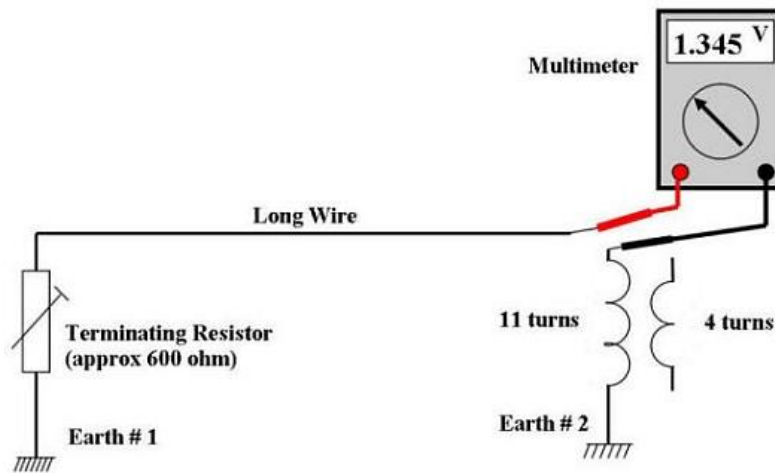 1.345 V
Multimeter
Long Wire
11 turns
4 turns
Terminating Resistor
(approx 600 ohm)
Earth # 1
Earth # 2